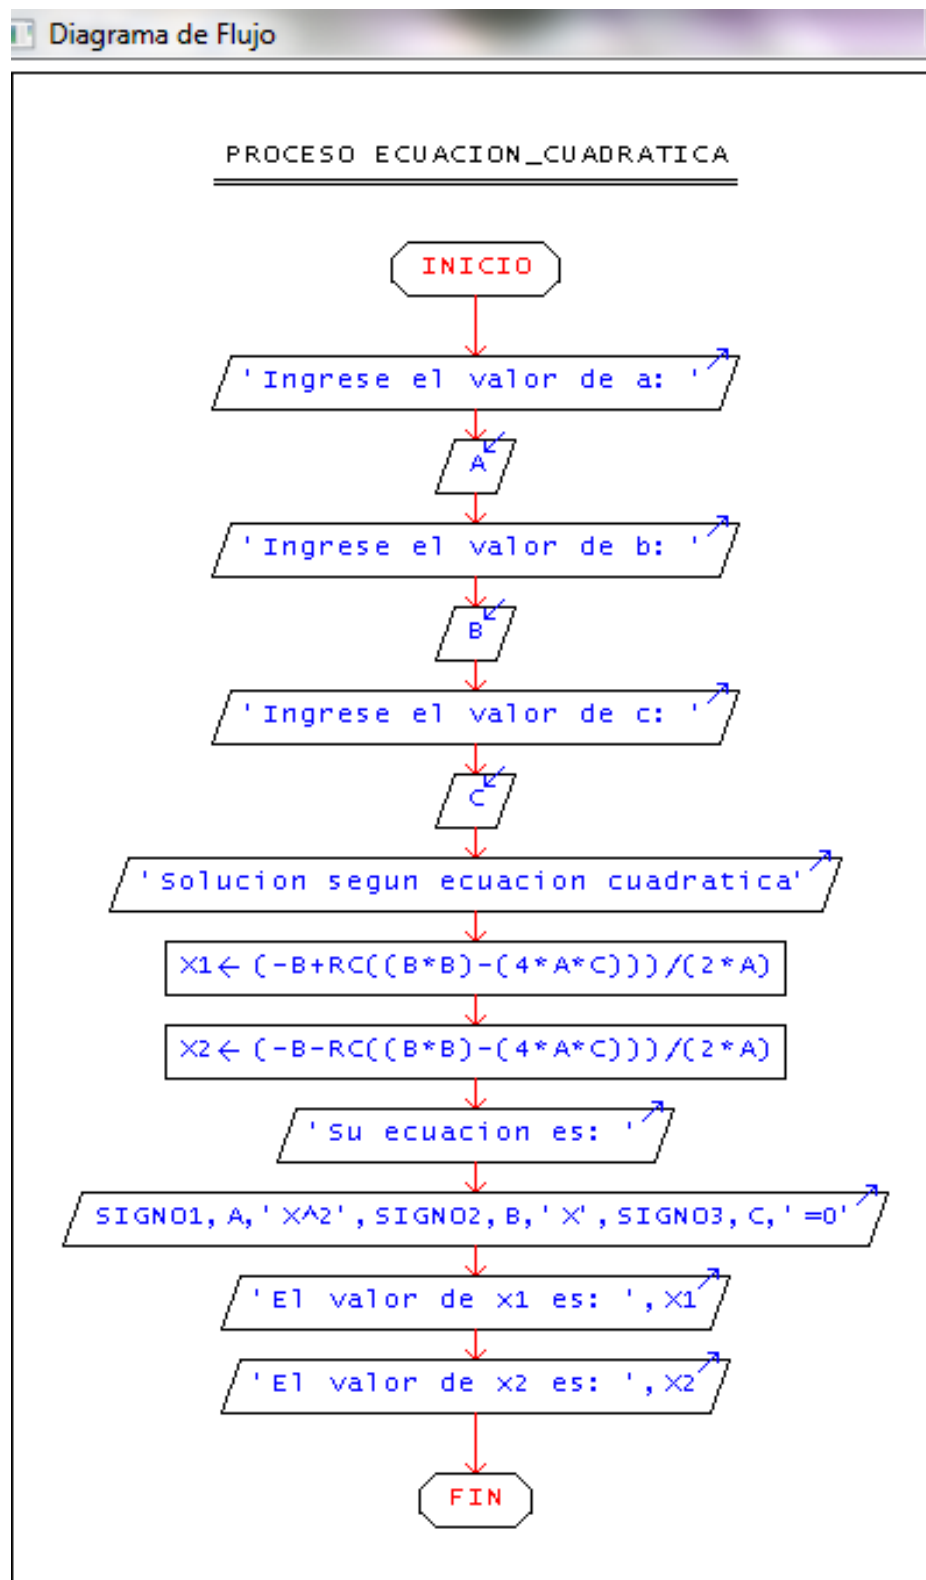 Diagrama de Flujo
PROCESO ECUACION_CUADRATICA
INICIO
'Ingrese el valor de a: '
A
'Ingrese el valor de b: '
B
'Ingrese el valor de c: '
C
'Solucion segun ecuacion cuadratica'
X1←(-B+RC((B*B)-(4*A*C)))/(2*A)
X2←(-B-RC((B*B)-(4*A*C)))/(2*A)
'Su ecuacion es: '
SIGNO1,A,'X^2',SIGNO2,B,'X',SIGNO3,C,'=0'
'El valor de x1 es: ',X1
'El valor de x2 es: ',X2
FIN